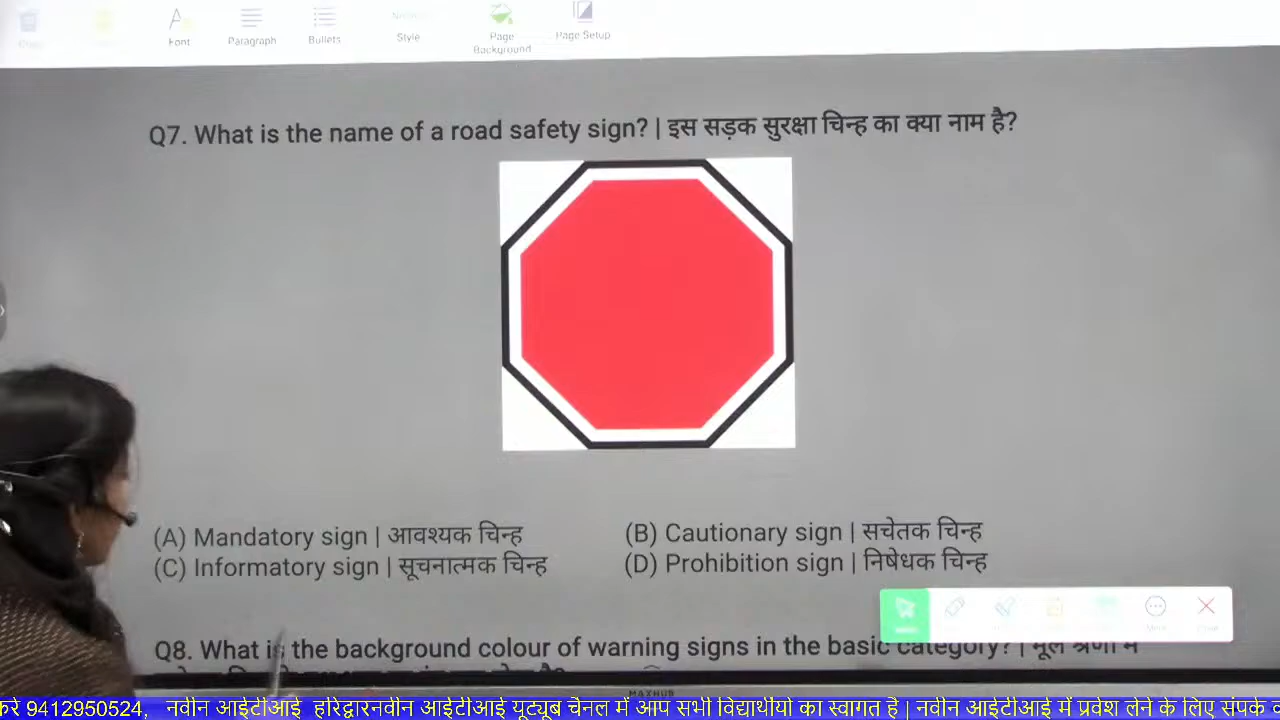 Font
Paragraph
Bullets
Style
Page Background
Page Setup
Q7. What is the name of a road safety sign? | इस सड़क सुरक्षा चिन्ह का क्या नाम है?
(A) Mandatory sign | आवश्यक चिन्ह
(B) Cautionary sign | सचेतक चिन्ह
(C) Informatory sign | सूचनात्मक चिन्ह
(D) Prohibition sign | निषेधक चिन्ह
Q8. What is the background colour of warning signs in the basic category? | मूल श्रेणी में
MAXHUB
करे 9412950524, नवीन आईटीआई हरिद्वारनवीन आईटीआई यूट्यूब चैनल में आप सभी विद्यार्थीयो का स्वागत है | नवीन आईटीआई में प्रवेश लेने के लिए संपर्क